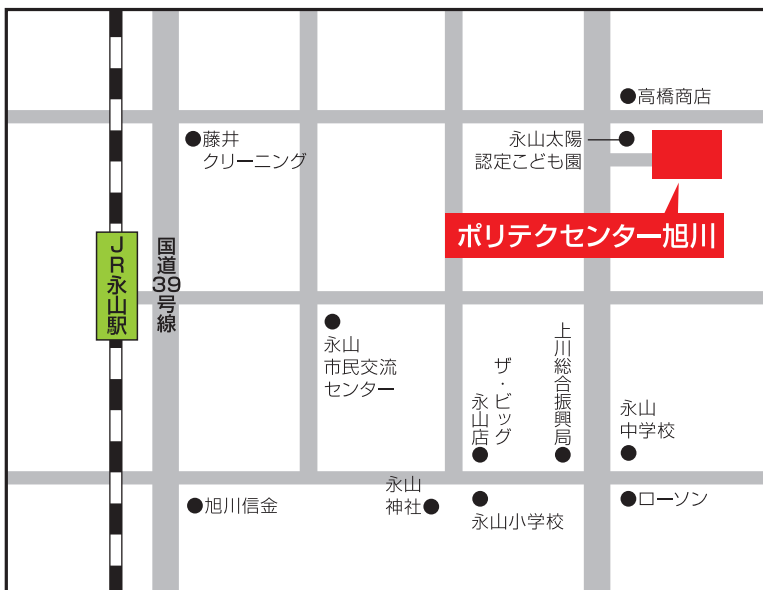 高橋商店
藤井
クリーニング
永山太陽
認定こども園
ポリテクセンター旭川
JR永山駅
国道39号線
永山
市民交流
センター
ザ・ビッグ
永山店
上川総合振興局
永山
中学校
旭川信金
永山
神社
永山小学校
ローソン